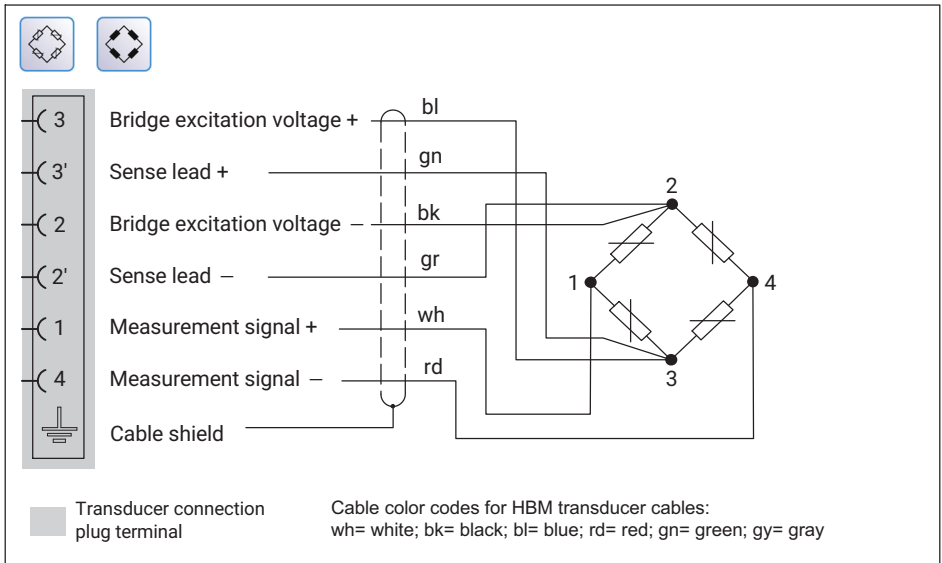 3 Bridge excitation voltage + bl
3' Sense lead + gn
2 Bridge excitation voltage – bk
2' Sense lead – gr
1 Measurement signal + wh
4 Measurement signal – rd
Cable shield
2
1
4
3
Transducer connection
plug terminal
Cable color codes for HBM transducer cables:
wh= white; bk= black; bl= blue; rd= red; gn= green; gy= gray